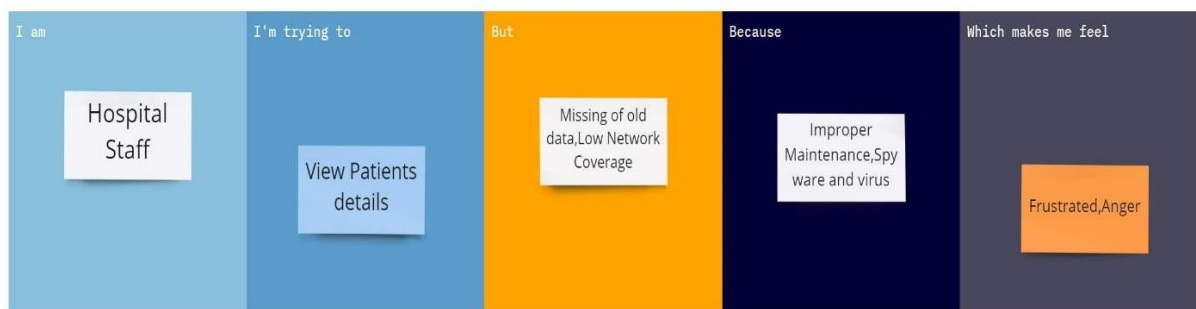 I am
Hospital
Staff
I'm trying to
View Patients
details
But
Missing of old
data,Low Network
Coverage
Because
Improper
Maintenance,Spy
ware and virus
Which makes me feel
Frustrated,Anger